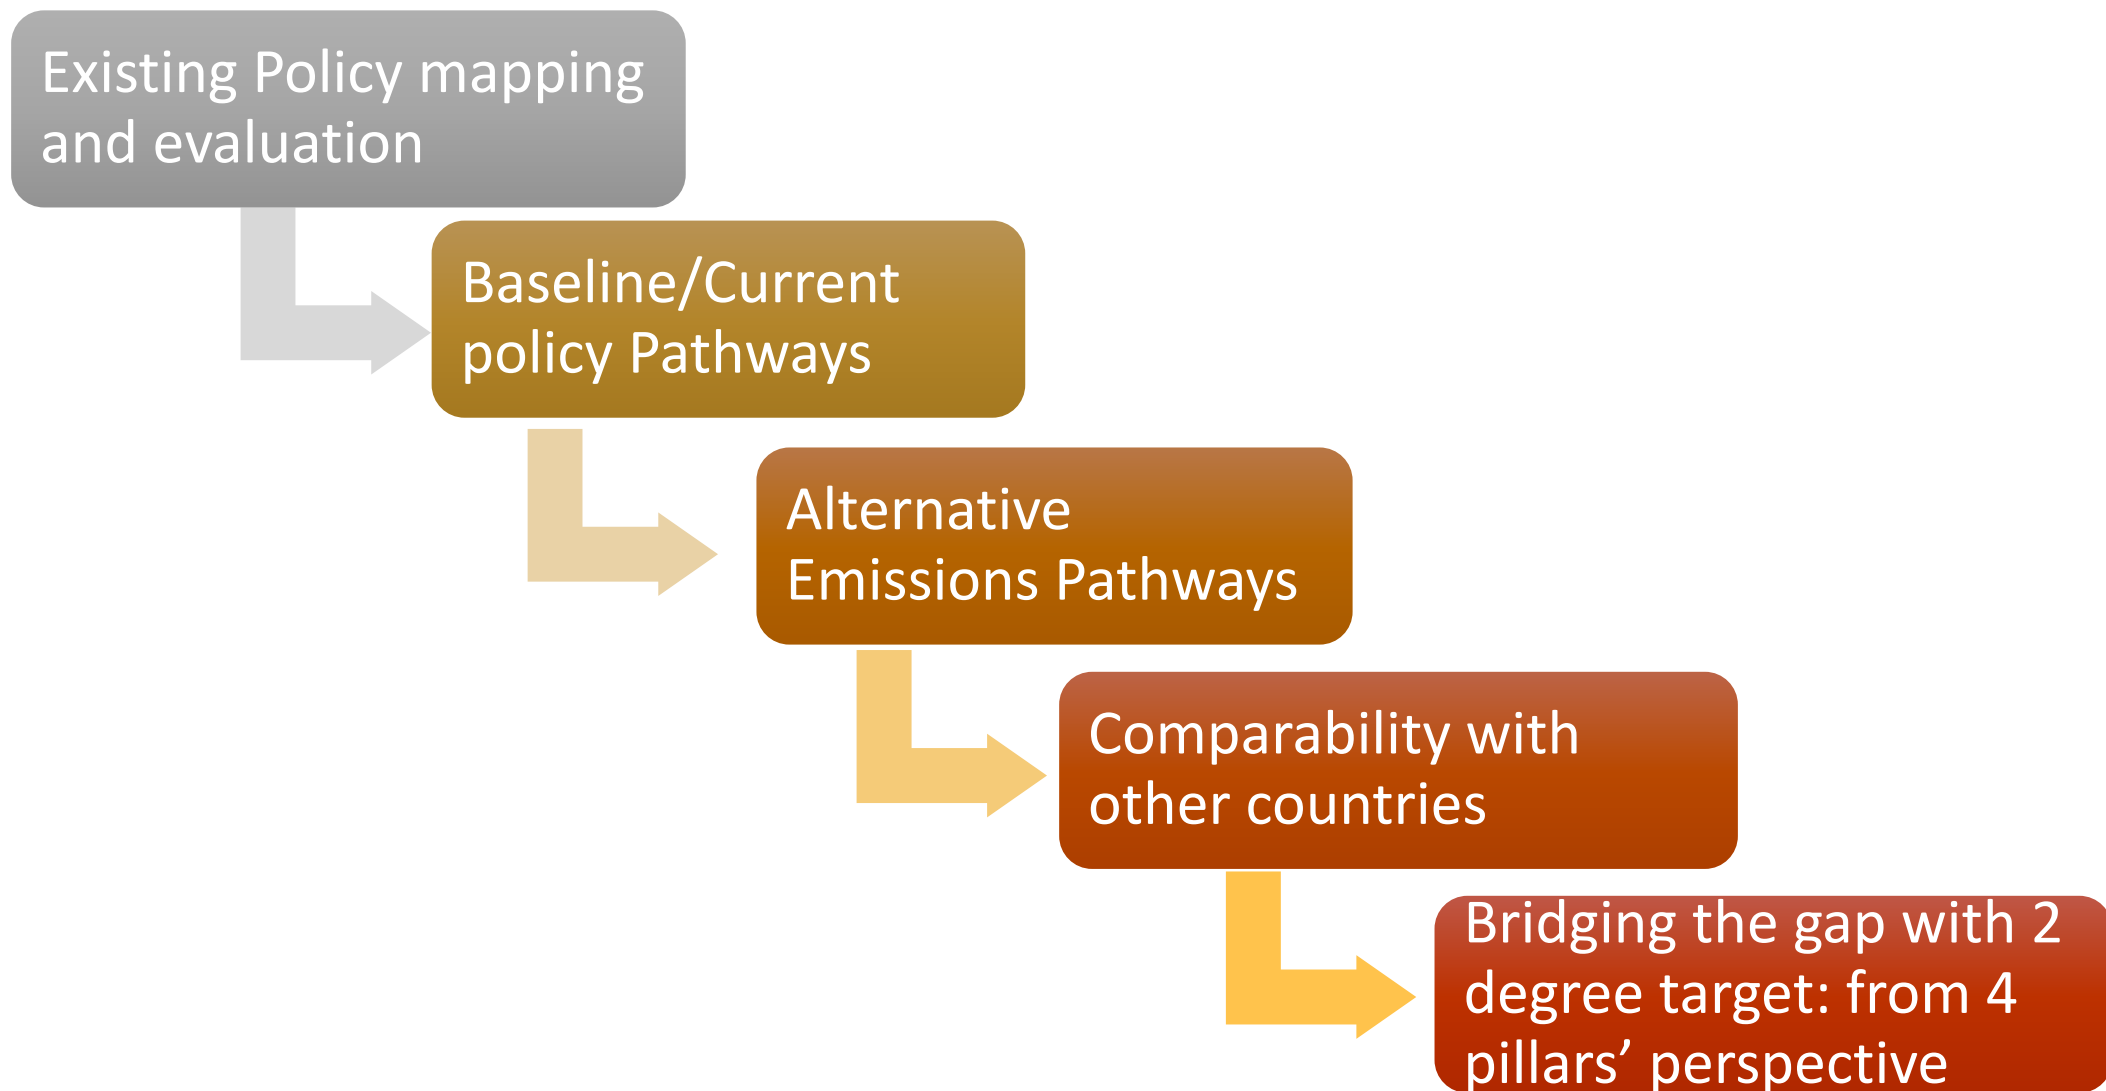 Existing Policy mapping
and evaluation
Baseline/Current
policy Pathways
Alternative
Emissions Pathways
Comparability with
other countries
Bridging the gap with 2
degree target: from 4
pillars’ perspective